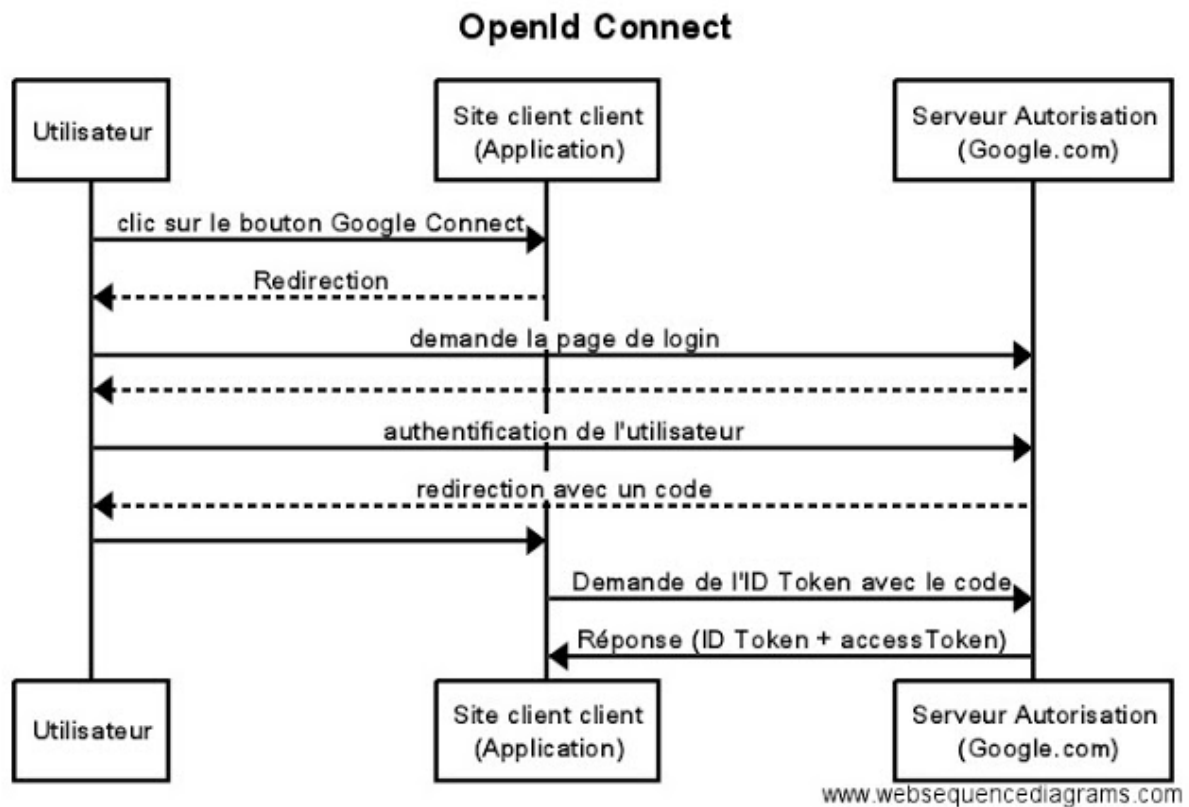 OpenId Connect
Utilisateur
Site client client
(Application)
Serveur Autorisation
(Google.com)
clic sur le bouton Google Connect
Redirection
demande la page de login
authentification de l'utilisateur
redirection avec un code
Demande de l'ID Token avec le code
Réponse (ID Token + accessToken)
Utilisateur
Site client client
(Application)
Serveur Autorisation
(Google.com)
www.websequencediagrams.com